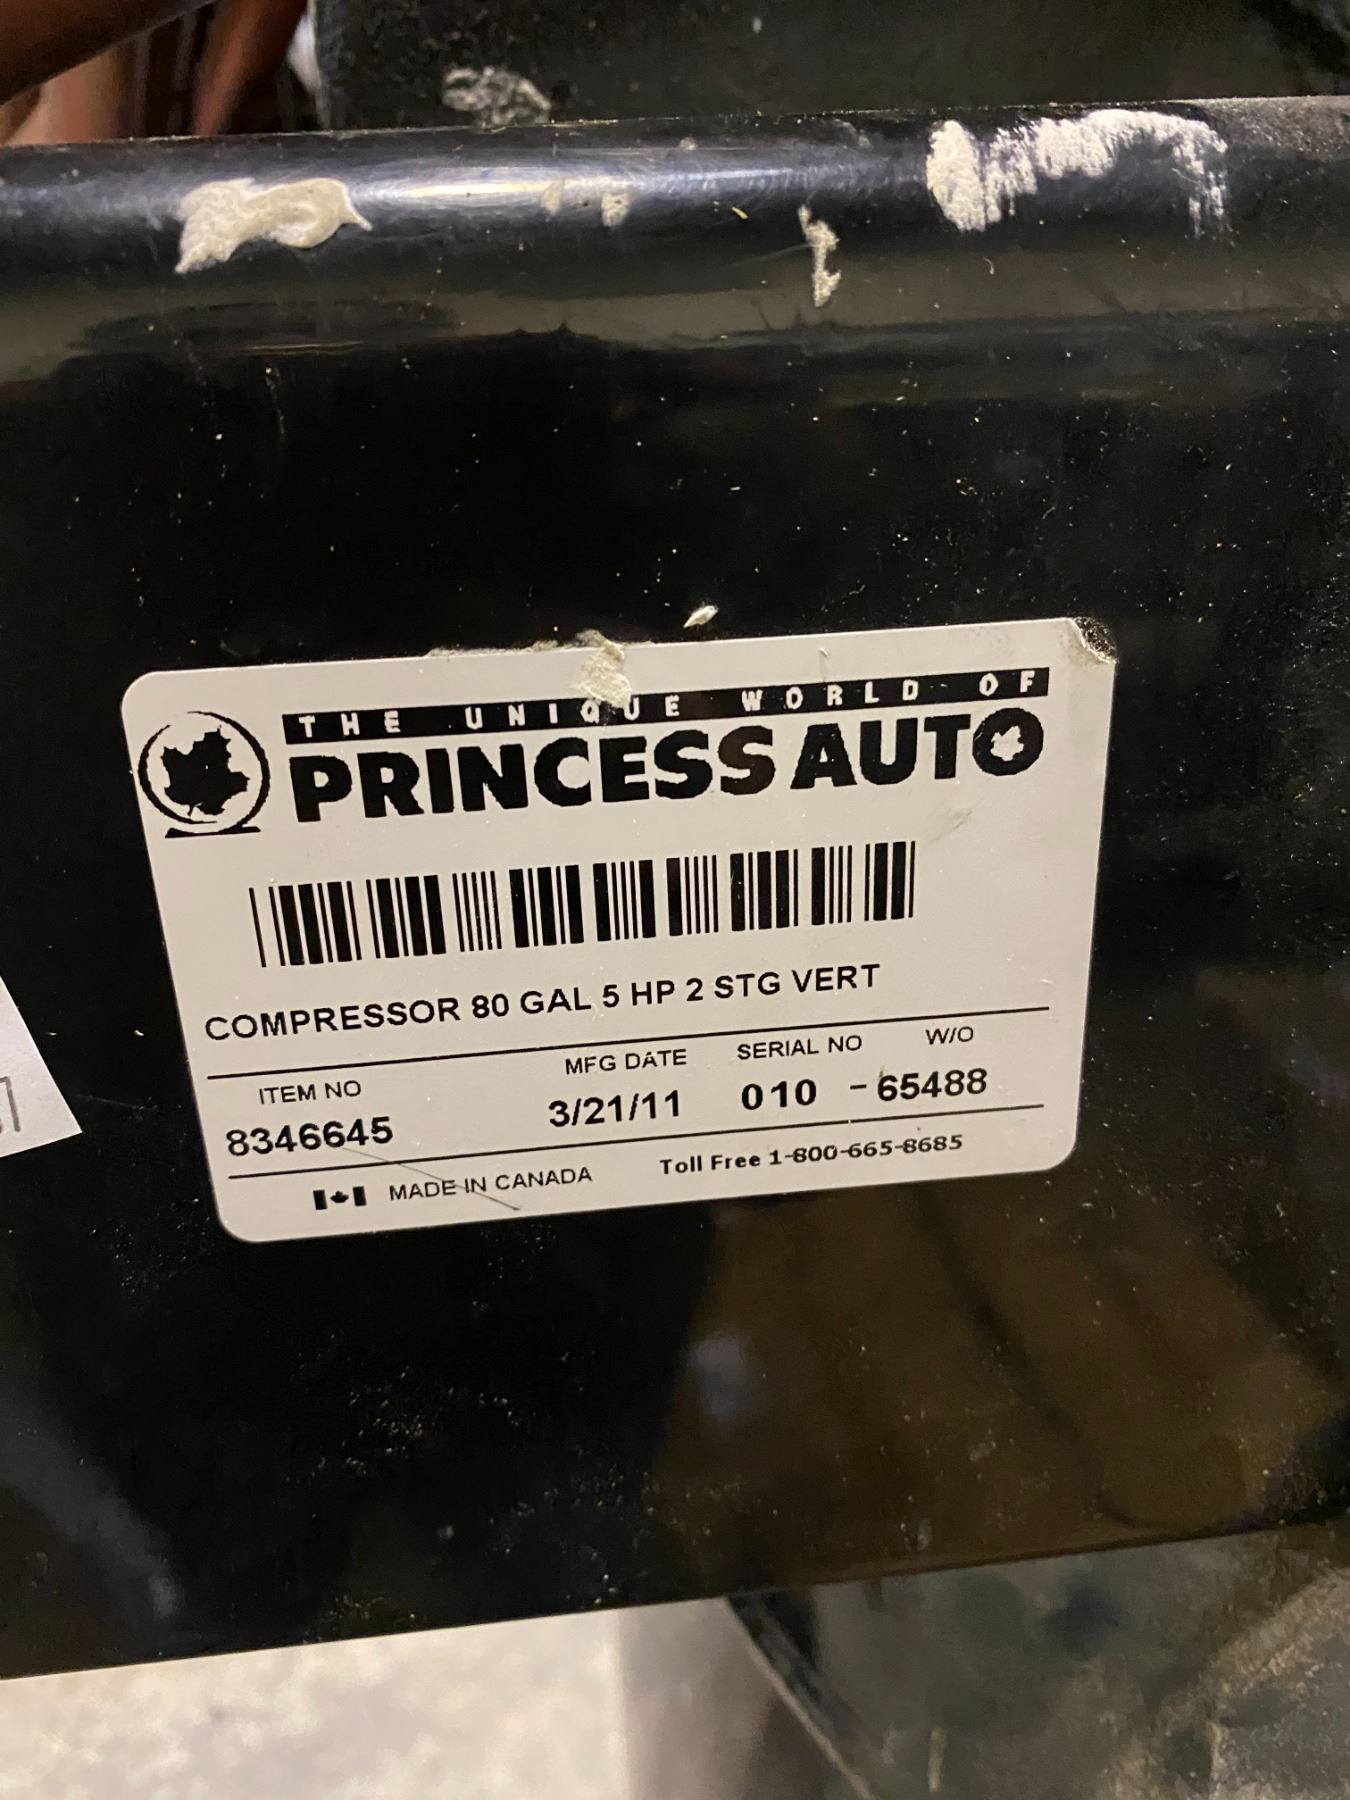 THE UNIQUE WORLD OF
PRINCESS AUTO
COMPRESSOR 80 GAL 5 HP 2 STG VERT
ITEM NO MFG DATE SERIAL NO W/O
8346645 3/21/11 010 - 65488
MADE IN CANADA Toll Free 1-800-665-8685